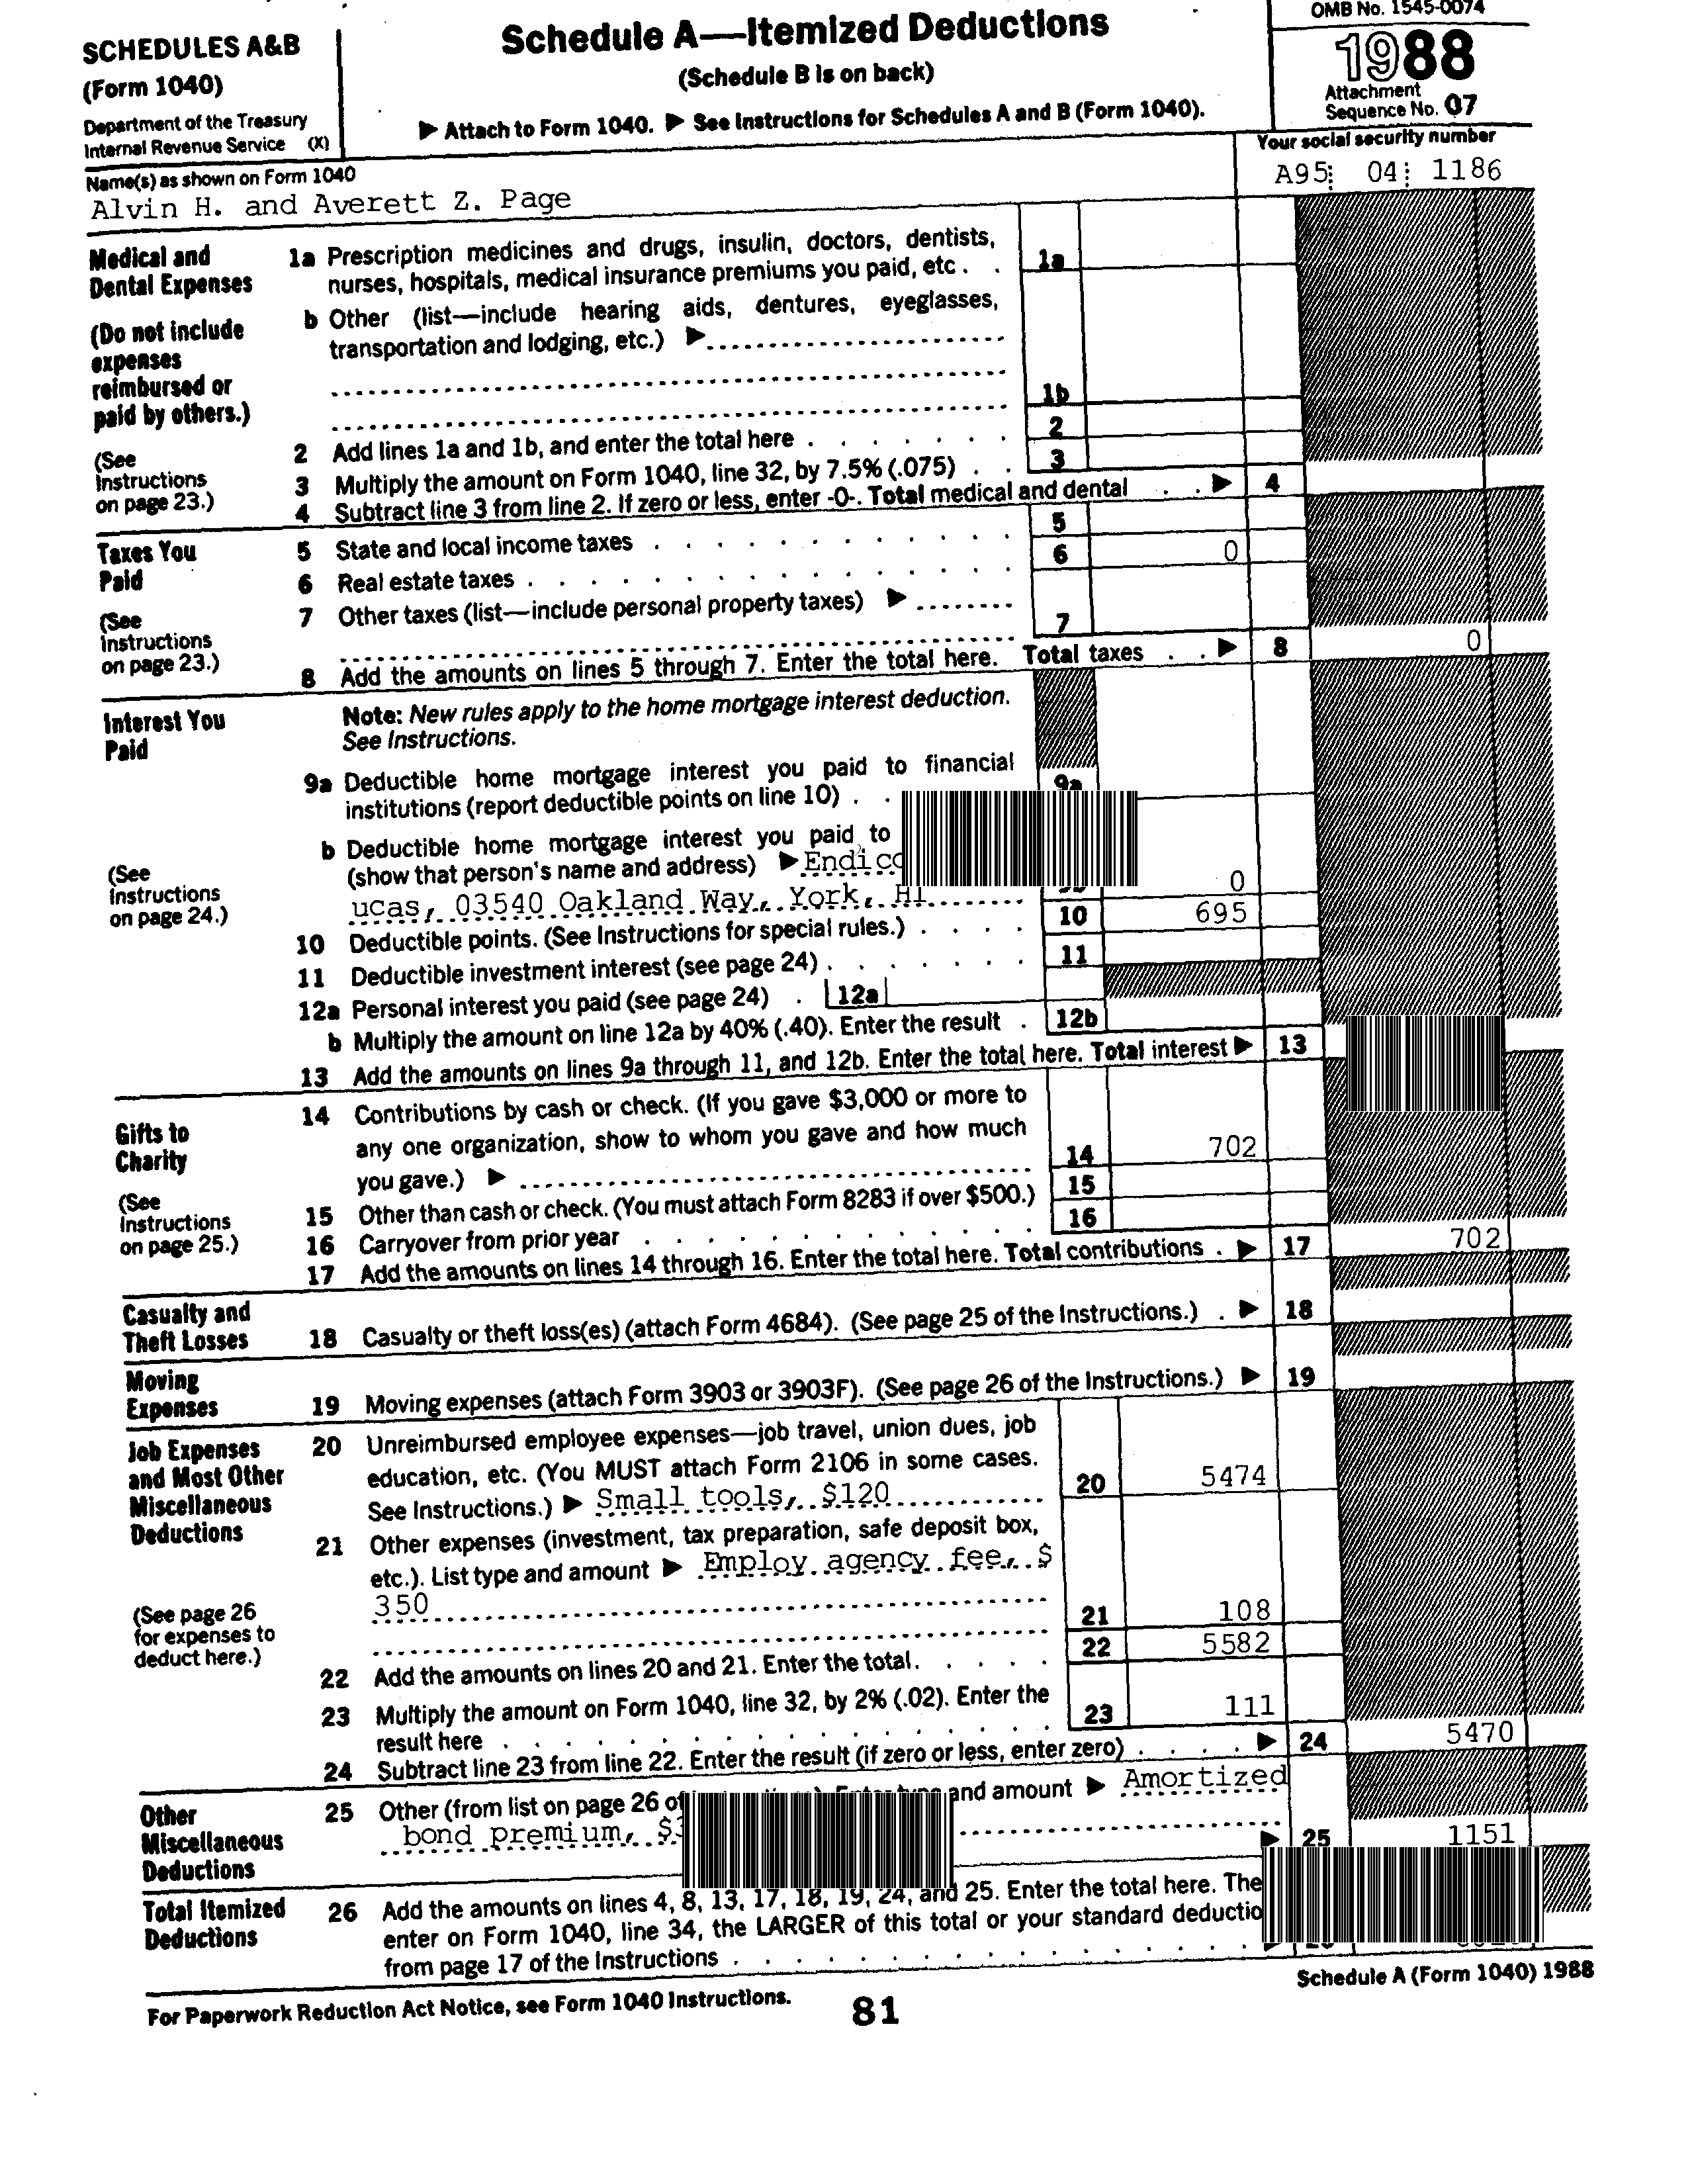 SCHEDULES A&B
(Form 1040)
Department of the Treasury
Internal Revenue Service (X)
Schedule A—Itemized Deductions
(Schedule B is on back)
▶ Attach to Form 1040. ▶ See Instructions for Schedules A and B (Form 1040).
OMB No. 1545-0074
1988
Attachment
Sequence No. 07
Name(s) as shown on Form 1040
Alvin H. and Averett Z. Page
Your social security number
A95 04 1186
Medical and
Dental Expenses
(Do not include
expenses
reimbursed or
paid by others.)
(See
Instructions
on page 23.)
1a Prescription medicines and drugs, insulin, doctors, dentists,
nurses, hospitals, medical insurance premiums you paid, etc . . 1a
b Other (list—include hearing aids, dentures, eyeglasses,
transportation and lodging, etc.) ▶
1b
2 Add lines 1a and 1b, and enter the total here . . . . . . . 2
3 Multiply the amount on Form 1040, line 32, by 7.5% (.075) . . 3
4 Subtract line 3 from line 2. If zero or less, enter -0-. Total medical and dental . . ▶ 4
Taxes You
Paid
(See
Instructions
on page 23.)
5 State and local income taxes . . . . . . . . . . . . 5
6 Real estate taxes . . . . . . . . . . . . . . . 6 0
7 Other taxes (list—include personal property taxes) ▶
7
8 Add the amounts on lines 5 through 7. Enter the total here. Total taxes . . ▶ 8 0
Interest You
Paid
(See
Instructions
on page 24.)
Note: New rules apply to the home mortgage interest deduction.
See Instructions.
9a Deductible home mortgage interest you paid to financial
institutions (report deductible points on line 10) . . 9a
b Deductible home mortgage interest you paid to
(show that person's name and address) ▶
ucas, 03540 Oakland Way, York, HI 0
10 Deductible points. (See Instructions for special rules.) . . . . 10 695
11 Deductible investment interest (see page 24) . . . . . . . 11
12a Personal interest you paid (see page 24) . 12a
b Multiply the amount on line 12a by 40% (.40). Enter the result . 12b
13 Add the amounts on lines 9a through 11, and 12b. Enter the total here. Total interest ▶ 13
Gifts to
Charity
(See
Instructions
on page 25.)
14 Contributions by cash or check. (If you gave $3,000 or more to
any one organization, show to whom you gave and how much
you gave.) ▶ 14 702
15 Other than cash or check. (You must attach Form 8283 if over $500.) 15
16 Carryover from prior year . . . . . . . . . . . . 16
17 Add the amounts on lines 14 through 16. Enter the total here. Total contributions . ▶ 17 702
Casualty and
Theft Losses
18 Casualty or theft loss(es) (attach Form 4684). (See page 25 of the Instructions.) . ▶ 18
Moving
Expenses
19 Moving expenses (attach Form 3903 or 3903F). (See page 26 of the Instructions.) ▶ 19
Job Expenses
and Most Other
Miscellaneous
Deductions
(See page 26
for expenses to
deduct here.)
20 Unreimbursed employee expenses—job travel, union dues, job
education, etc. (You MUST attach Form 2106 in some cases.
See Instructions.) ▶ Small tools, $120 20 5474
21 Other expenses (investment, tax preparation, safe deposit box,
etc.). List type and amount ▶ Employ agency fee, $
350
21 108
22 Add the amounts on lines 20 and 21. Enter the total. . . . . 22 5582
23 Multiply the amount on Form 1040, line 32, by 2% (.02). Enter the
result here . . . . . . . . . . . . . . . . 23 111
24 Subtract line 23 from line 22. Enter the result (if zero or less, enter zero) . . . . ▶ 24 5470
Other
Miscellaneous
Deductions
25 Other (from list on page 26 of and amount ▶ Amortized
bond premium, ▶ 25 1151
Total Itemized
Deductions
26 Add the amounts on lines 4, 8, 13, 17, 18, 19, 24, and 25. Enter the total here.
enter on Form 1040, line 34, the LARGER of this total or your standard
from page 17 of the Instructions . . . . . . . . . . . . . . .
For Paperwork Reduction Act Notice, see Form 1040 Instructions.
81
Schedule A (Form 1040) 1988